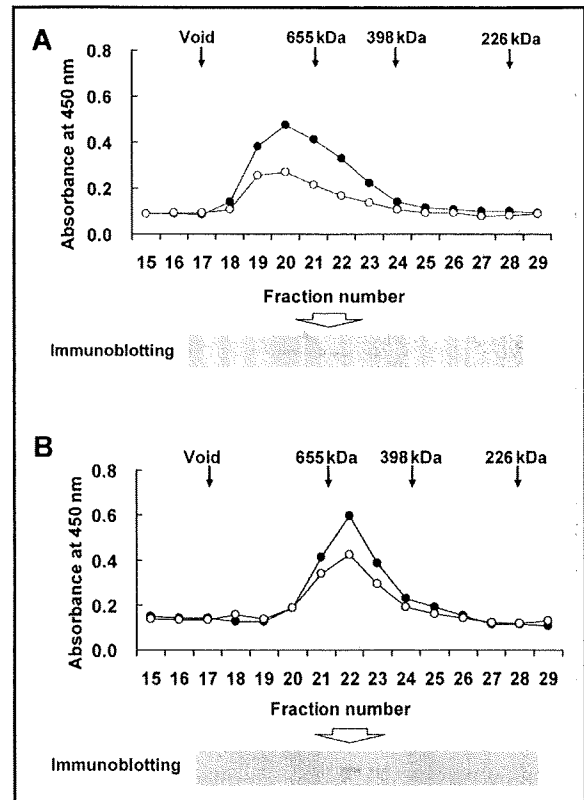 A
Void 655 kDa 398 kDa 226 kDa
Absorbance at 450 nm
0.8
0.6
0.4
0.2
0.0
15 16 17 18 19 20 21 22 23 24 25 26 27 28 29
Fraction number
Immunoblotting
B
Void 655 kDa 398 kDa 226 kDa
Absorbance at 450 nm
0.8
0.6
0.4
0.2
0.0
15 16 17 18 19 20 21 22 23 24 25 26 27 28 29
Fraction number
Immunoblotting